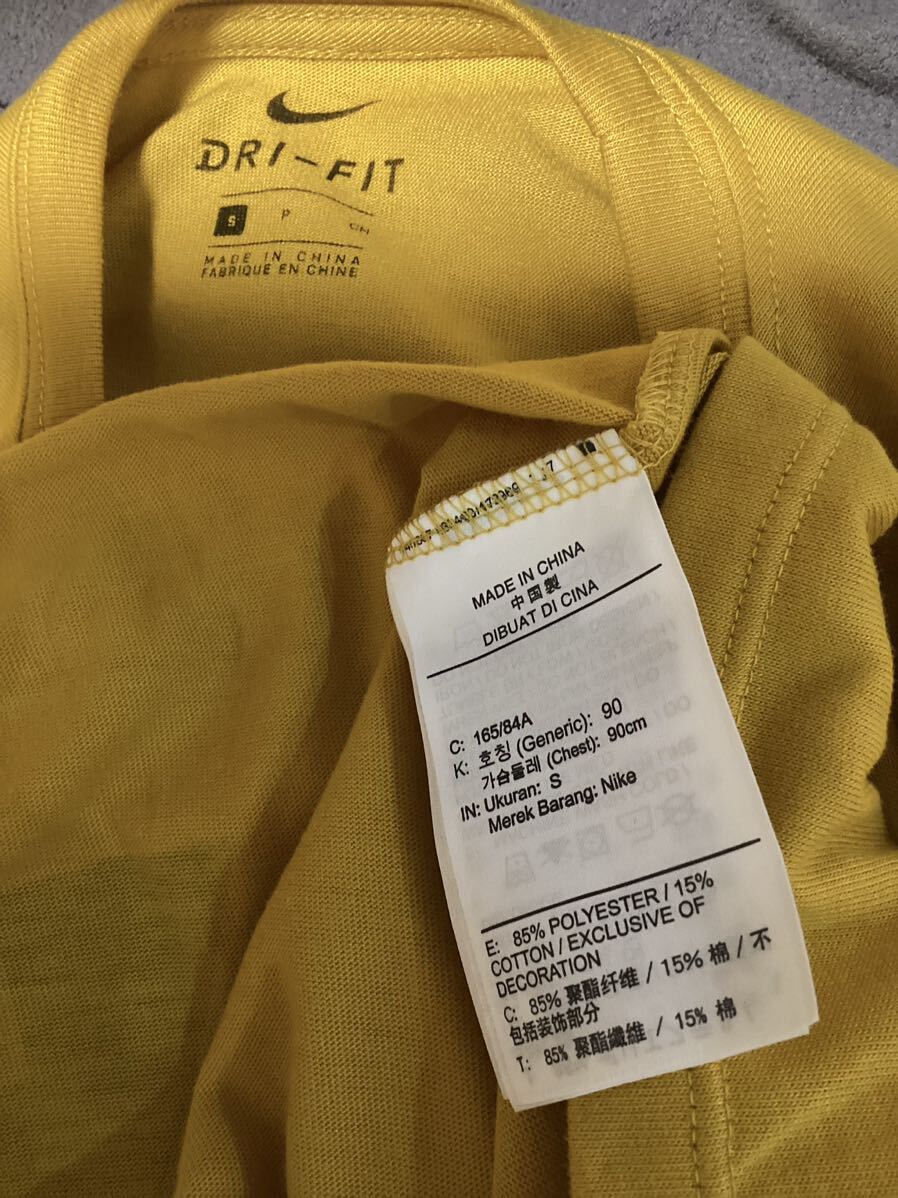 DRI-FIT
S P CH
MADE IN CHINA
FABRIQUE EN CHINE
MADE IN CHINA
中国製
DIBUAT DI CINA
C: 165/84A
K: 호칭 (Generic): 90
가슴둘레 (Chest): 90cm
IN: Ukuran: S
Merek Barang: Nike
E: 85% POLYESTER / 15%
COTTON / EXCLUSIVE OF
DECORATION
C: 85% 聚酯纤维 / 15% 棉 / 不
包括装饰部分
T: 85% 聚酯纖維 / 15% 棉